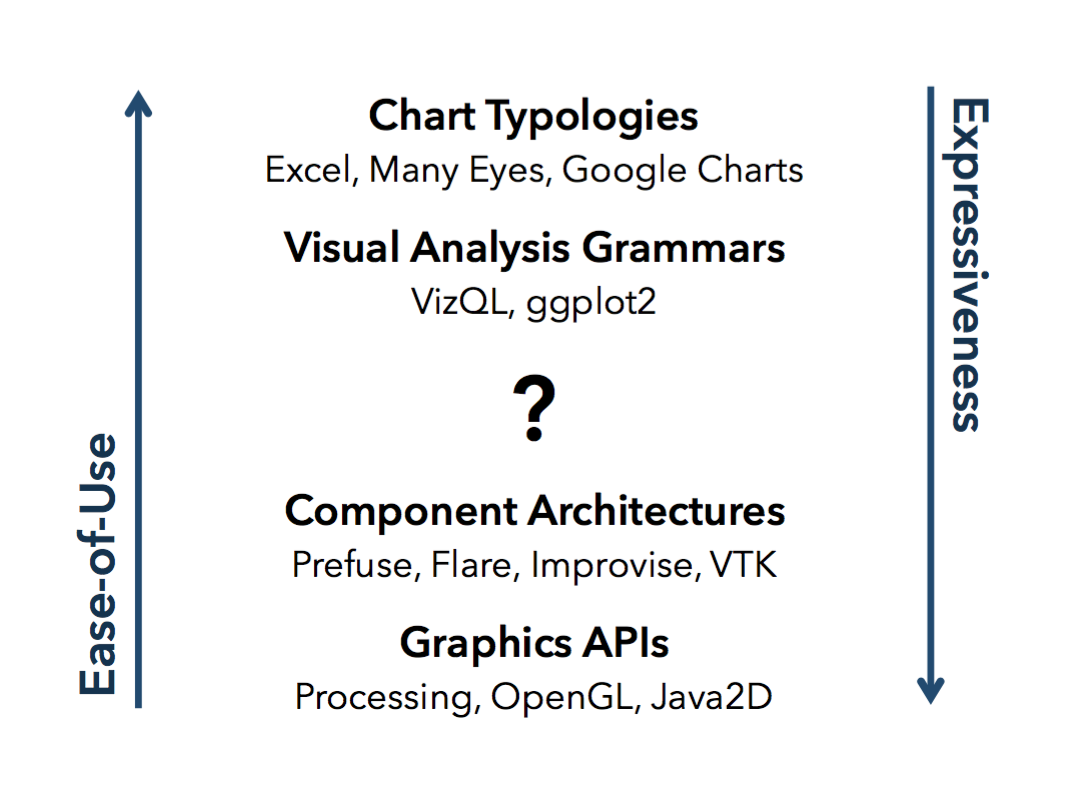 Chart Typologies
Excel, Many Eyes, Google Charts
Visual Analysis Grammars
VizQL, ggplot2
?
Component Architectures
Prefuse, Flare, Improvise, VTK
Graphics APIs
Processing, OpenGL, Java2D
Ease-of-Use
Expressiveness